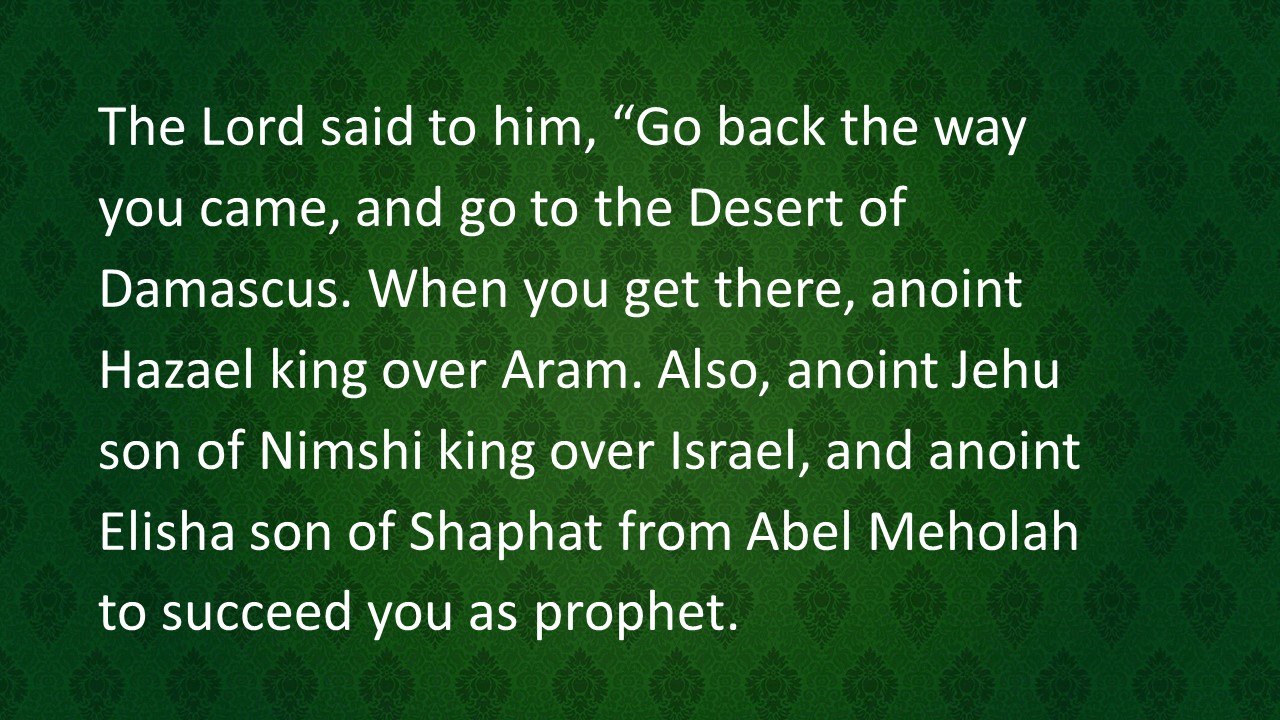 The Lord said to him, “Go back the way
you came, and go to the Desert of
Damascus. When you get there, anoint
Hazael king over Aram. Also, anoint Jehu
son of Nimshi king over Israel, and anoint
Elisha son of Shaphat from Abel Meholah
to succeed you as prophet.